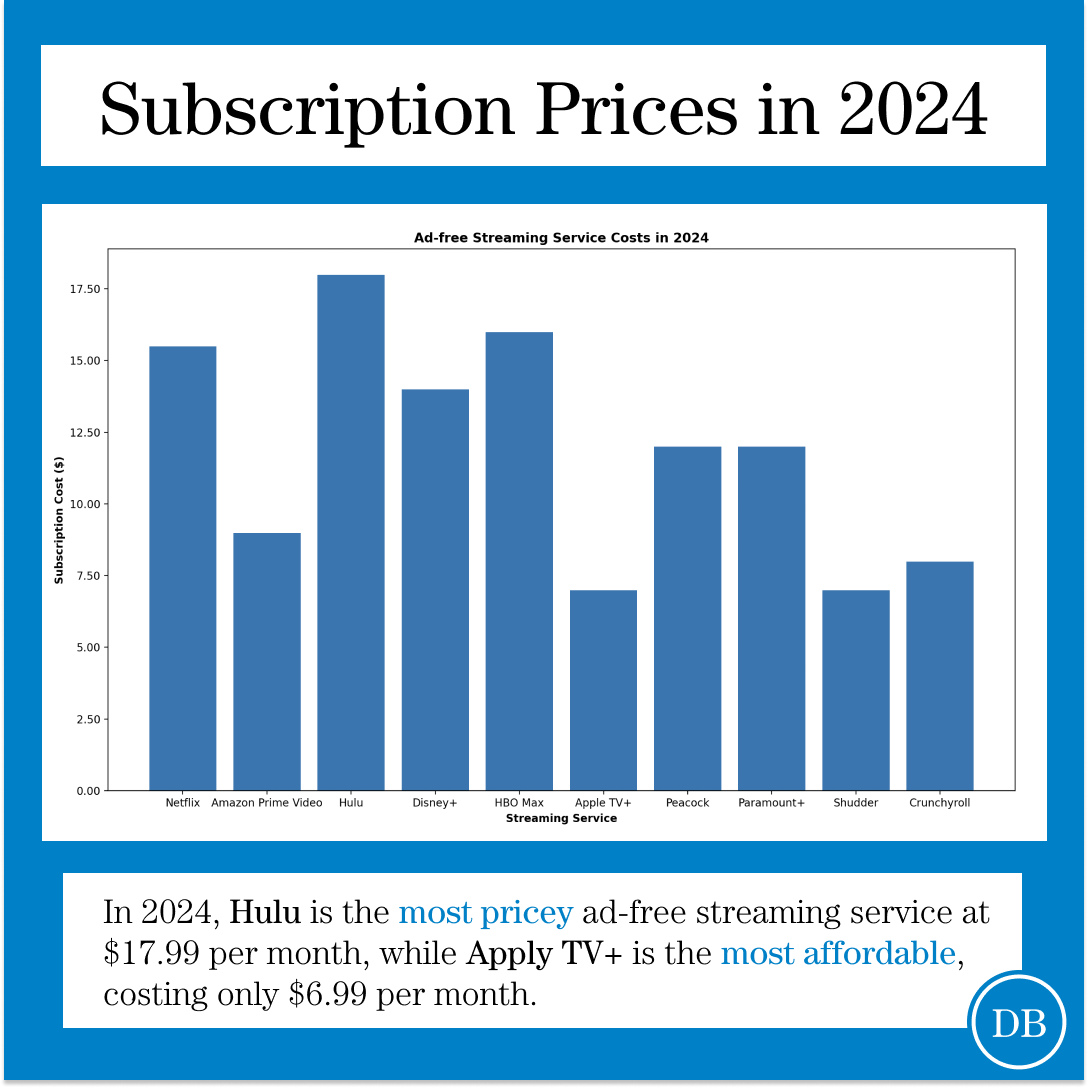 Subscription Prices in 2024
Ad-free Streaming Service Costs in 2024
17.50
15.00
12.50
10.00
7.50
5.00
2.50
0.00
Subscription Cost ($)
Netflix Amazon Prime Video Hulu Disney+ HBO Max Apple TV+ Peacock Paramount+ Shudder Crunchyroll
Streaming Service
In 2024, Hulu is the most pricey ad-free streaming service at
$17.99 per month, while Apply TV+ is the most affordable,
costing only $6.99 per month.
DB